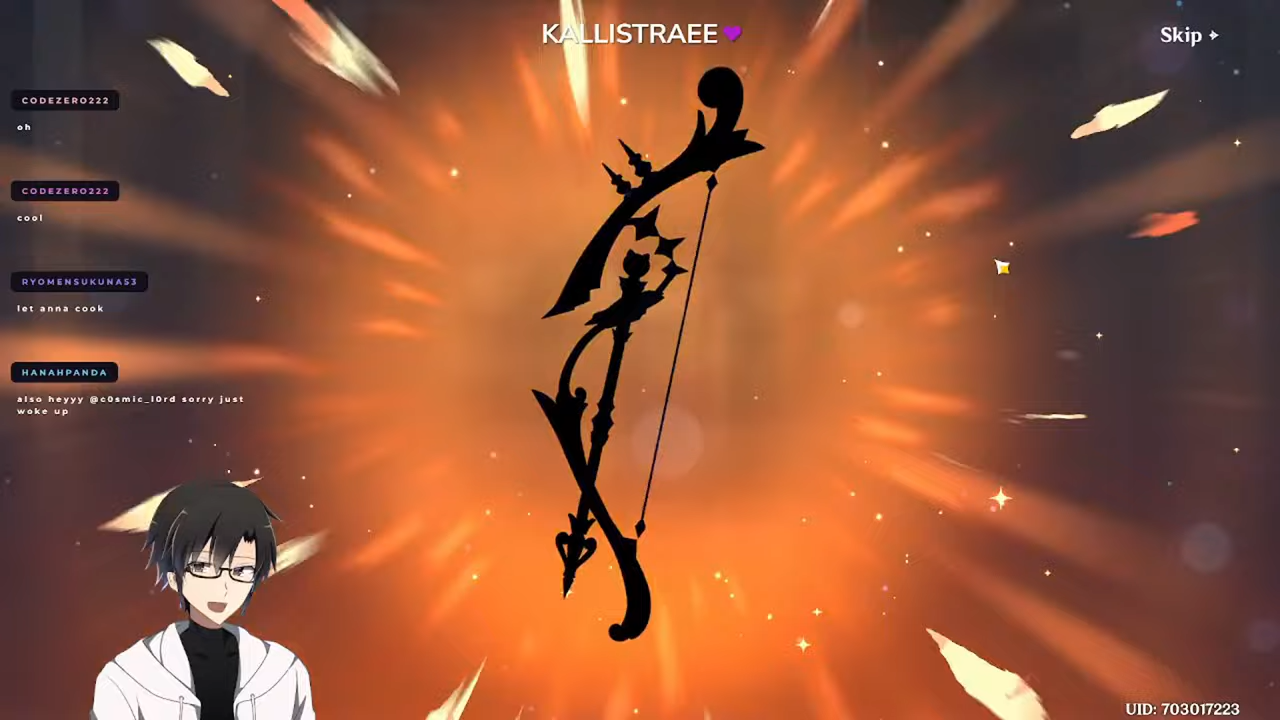 KALLISTRAEE💜
Skip
CODEZERO222
oh
CODEZERO222
cool
RYOMENSUKUNA53
let anna cook
HANAHPANDA
also heyyy @c0smic_l0rd sorry just
woke up
UID: 703017223